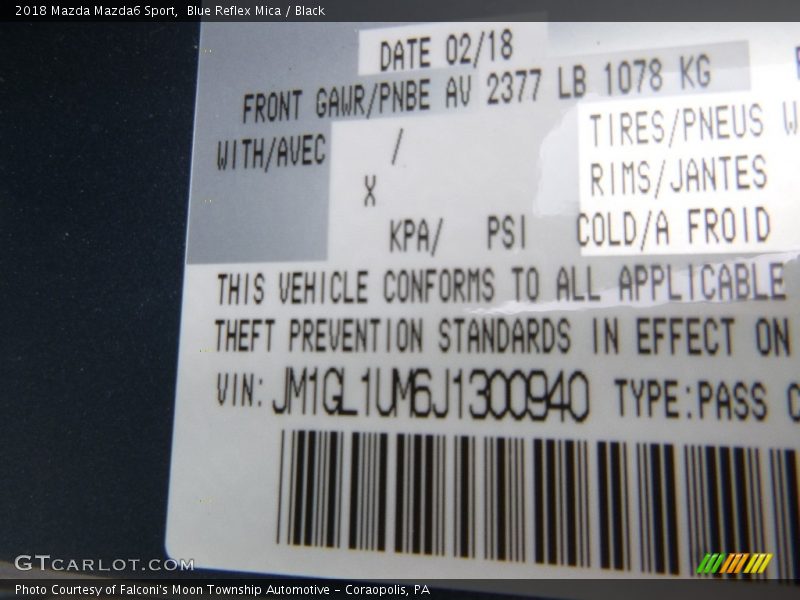 2018 Mazda Mazda6 Sport, Blue Reflex Mica / Black
DATE 02/18
FRONT GAWR/PNBE AV 2377 LB 1078 KG
WITH/AVEC / TIRES/PNEUS
X RIMS/JANTES
KPA/ PSI COLD/A FROID
THIS VEHICLE CONFORMS TO ALL APPLICABLE
THEFT PREVENTION STANDARDS IN EFFECT ON
VIN: JM1GL1UM6J1300940 TYPE:PASS
GTCARLOT.COM
Photo Courtesy of Falconi's Moon Township Automotive - Coraopolis, PA